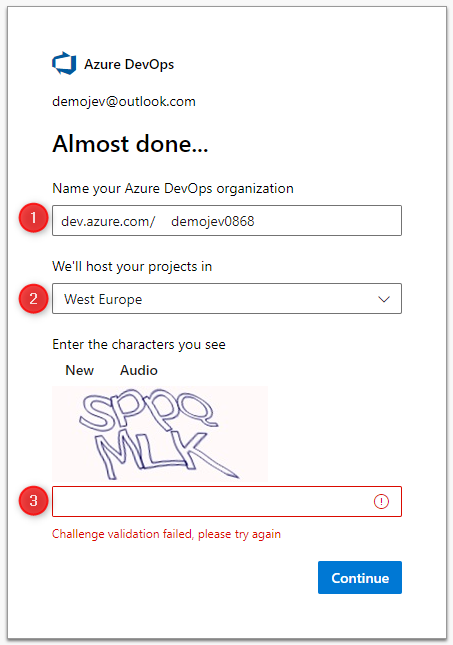 Azure DevOps
demojev@outlook.com
Almost done...
Name your Azure DevOps organization
1 dev.azure.com/ demojev0868
We'll host your projects in
2 West Europe
Enter the characters you see
New Audio
SPPQ
MLK
3
Challenge validation failed, please try again
Continue